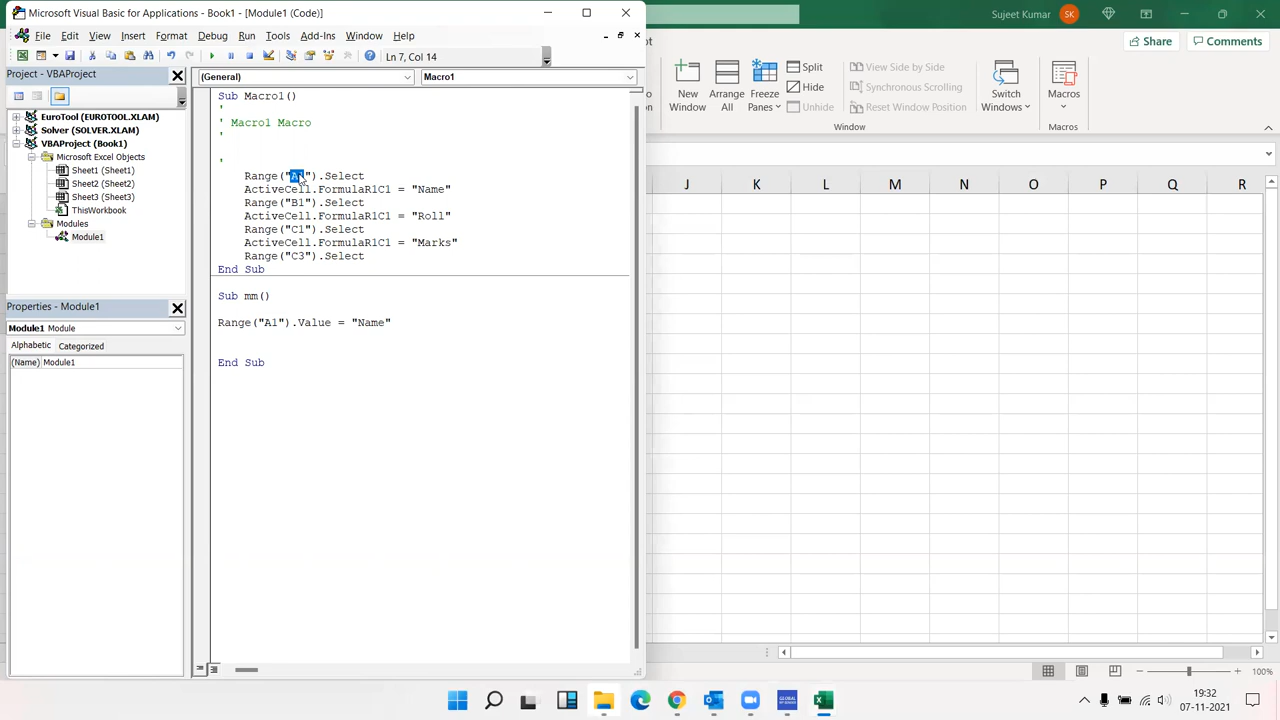 Microsoft Visual Basic for Applications - Book1 - [Module1 (Code)]
Sujeet Kumar SK
File Edit View Insert Format Debug Run Tools Add-Ins Window Help
Share Comments
Ln 7, Col 14
Project - VBAProject
(General) Macro1
EuroTool (EUROTOOL.XLAM)
Solver (SOLVER.XLAM)
VBAProject (Book1)
Microsoft Excel Objects
Sheet1 (Sheet1)
Sheet2 (Sheet2)
Sheet3 (Sheet3)
ThisWorkbook
Modules
Module1
Properties - Module1
Module1 Module
Alphabetic Categorized
(Name) Module1
Sub Macro1()
'
' Macro1 Macro
'
'
Range("A1").Select
ActiveCell.FormulaR1C1 = "Name"
Range("B1").Select
ActiveCell.FormulaR1C1 = "Roll"
Range("C1").Select
ActiveCell.FormulaR1C1 = "Marks"
Range("C3").Select
End Sub
Sub mm()
Range("A1").Value = "Name"
End Sub
New Window
Arrange All
Freeze Panes
Split
Hide
Unhide
View Side by Side
Synchronous Scrolling
Reset Window Position
Switch Windows
Macros
Window
Macros
J K L M N O P Q R
100%
19:32
07-11-2021